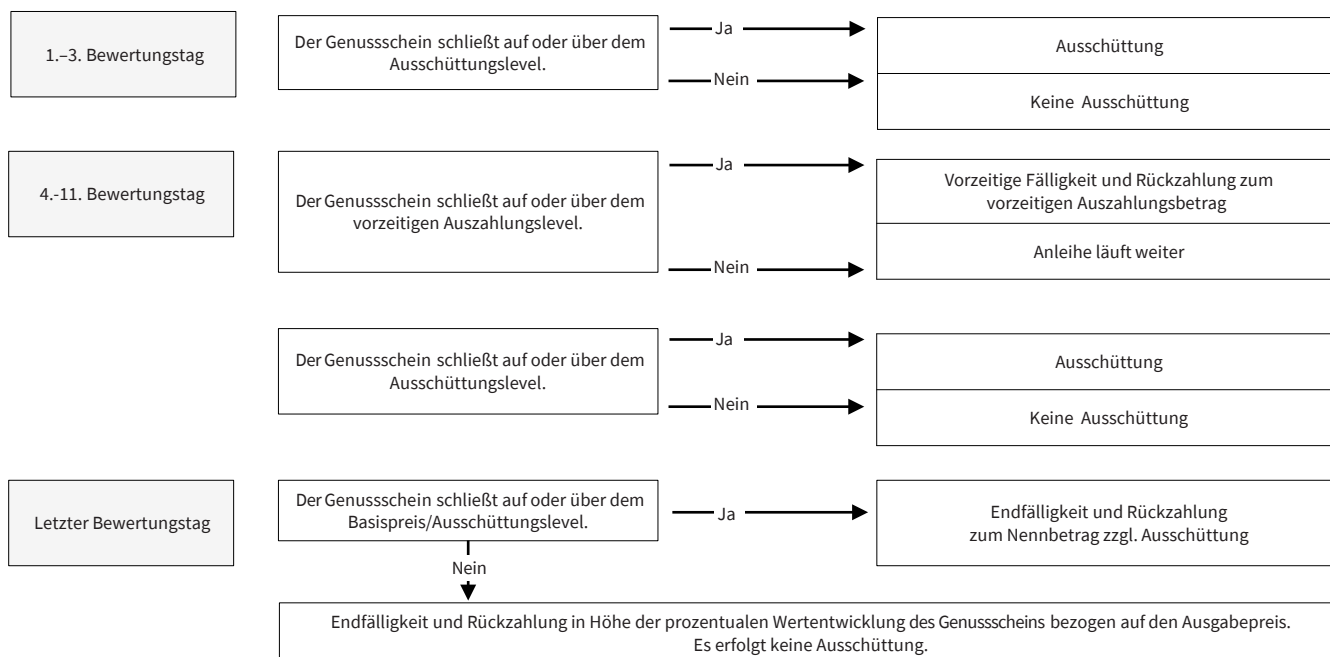 1.–3. Bewertungstag
Der Genussschein schließt auf oder über dem
Ausschüttungslevel.
Ja
Nein
Ausschüttung
Keine Ausschüttung
4.-11. Bewertungstag
Der Genussschein schließt auf oder über dem
vorzeitigen Auszahlungslevel.
Ja
Nein
Vorzeitige Fälligkeit und Rückzahlung zum
vorzeitigen Auszahlungsbetrag
Anleihe läuft weiter
Der Genussschein schließt auf oder über dem
Ausschüttungslevel.
Ja
Nein
Ausschüttung
Keine Ausschüttung
Letzter Bewertungstag
Der Genussschein schließt auf oder über dem
Basispreis/Ausschüttungslevel.
Ja
Endfälligkeit und Rückzahlung
zum Nennbetrag zzgl. Ausschüttung
Nein
Endfälligkeit und Rückzahlung in Höhe der prozentualen Wertentwicklung des Genussscheins bezogen auf den Ausgabepreis.
Es erfolgt keine Ausschüttung.